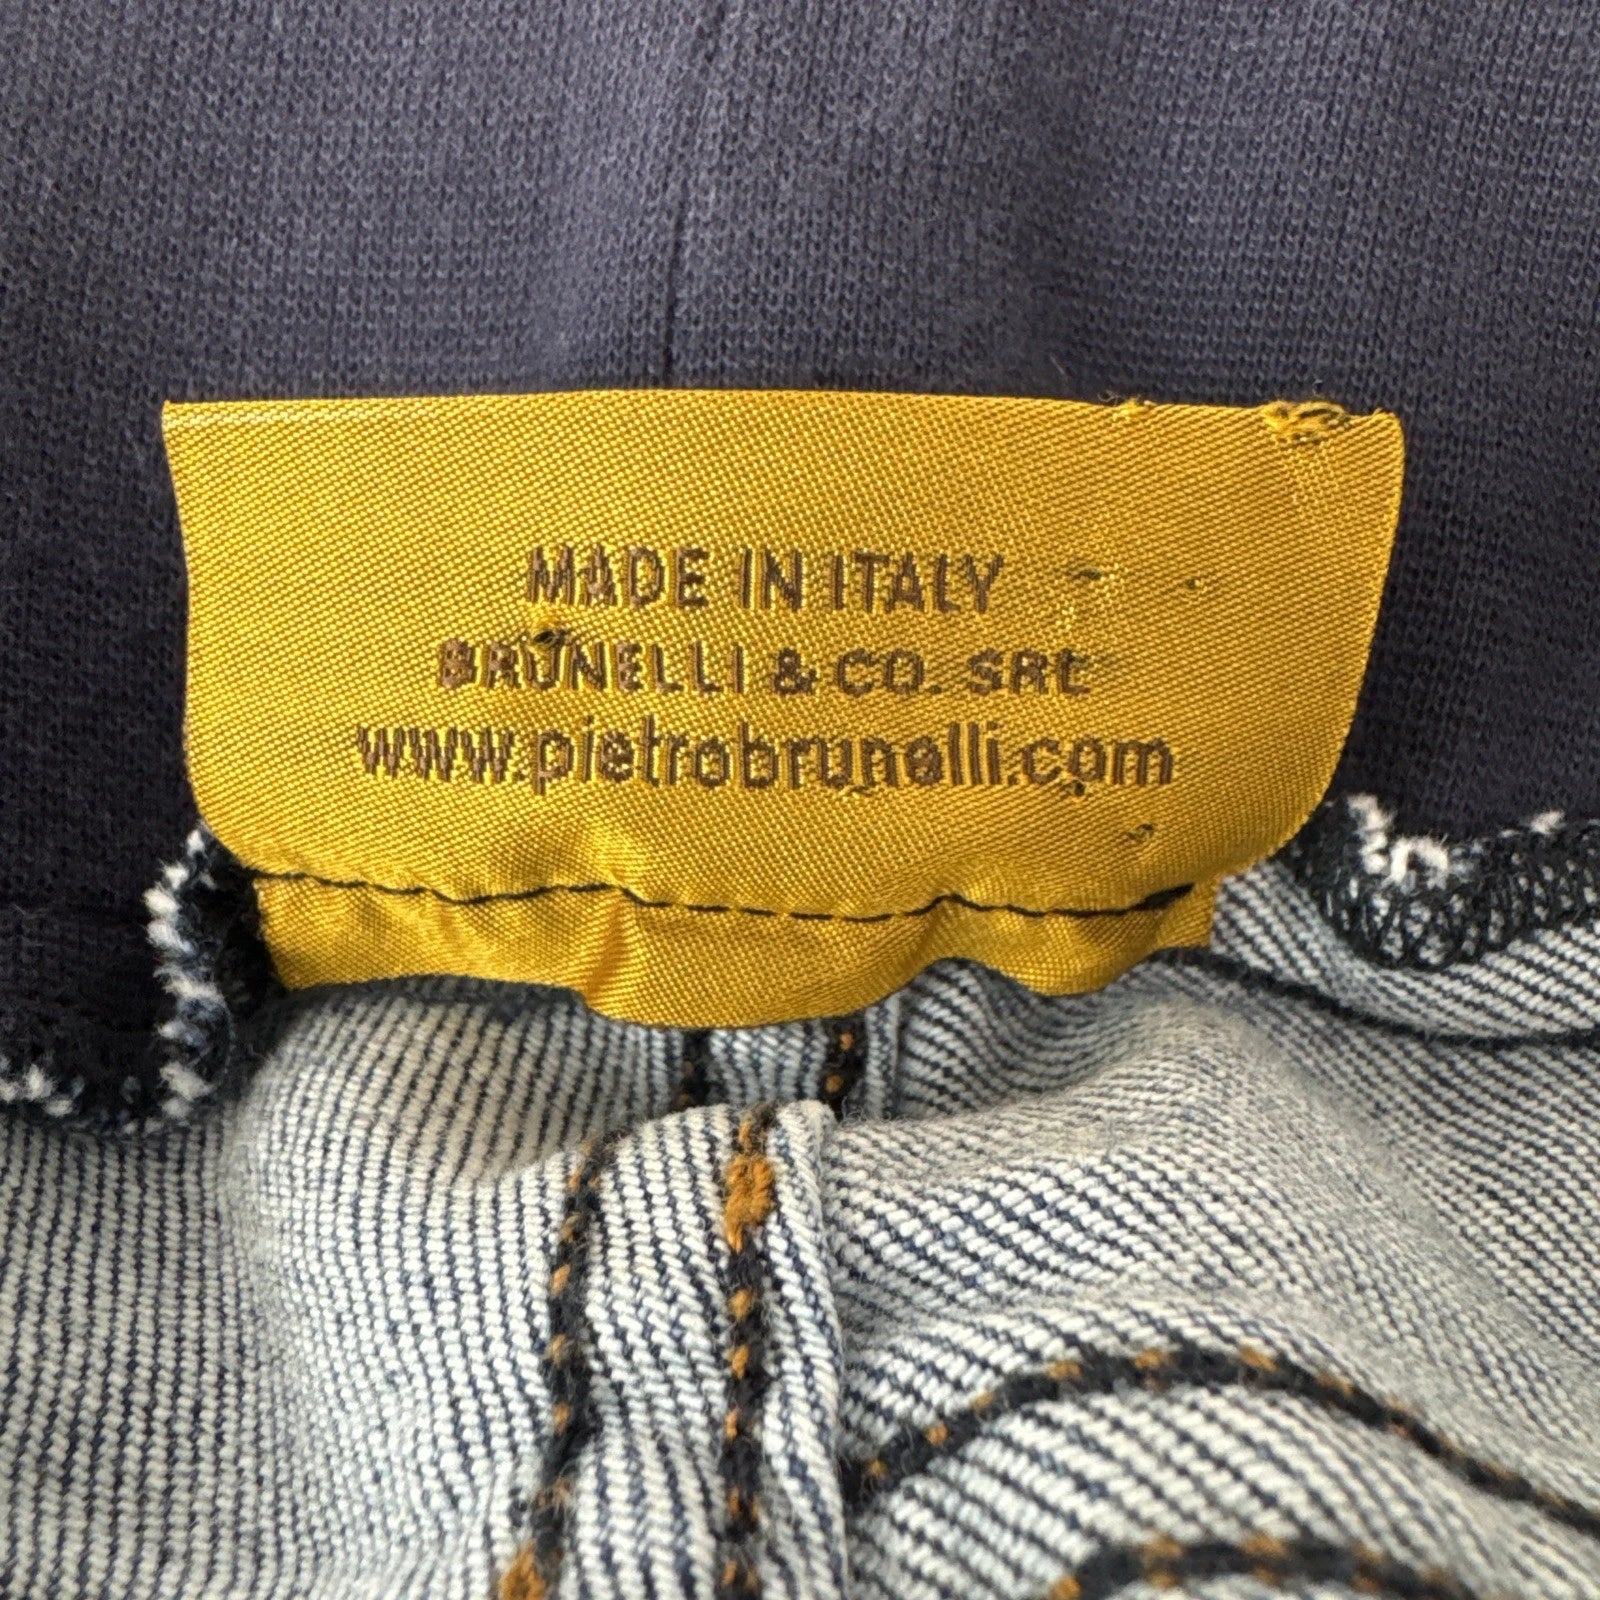 MADE IN ITALY
BRUNELLI & CO. SRL
www.pietrobrunelli.com